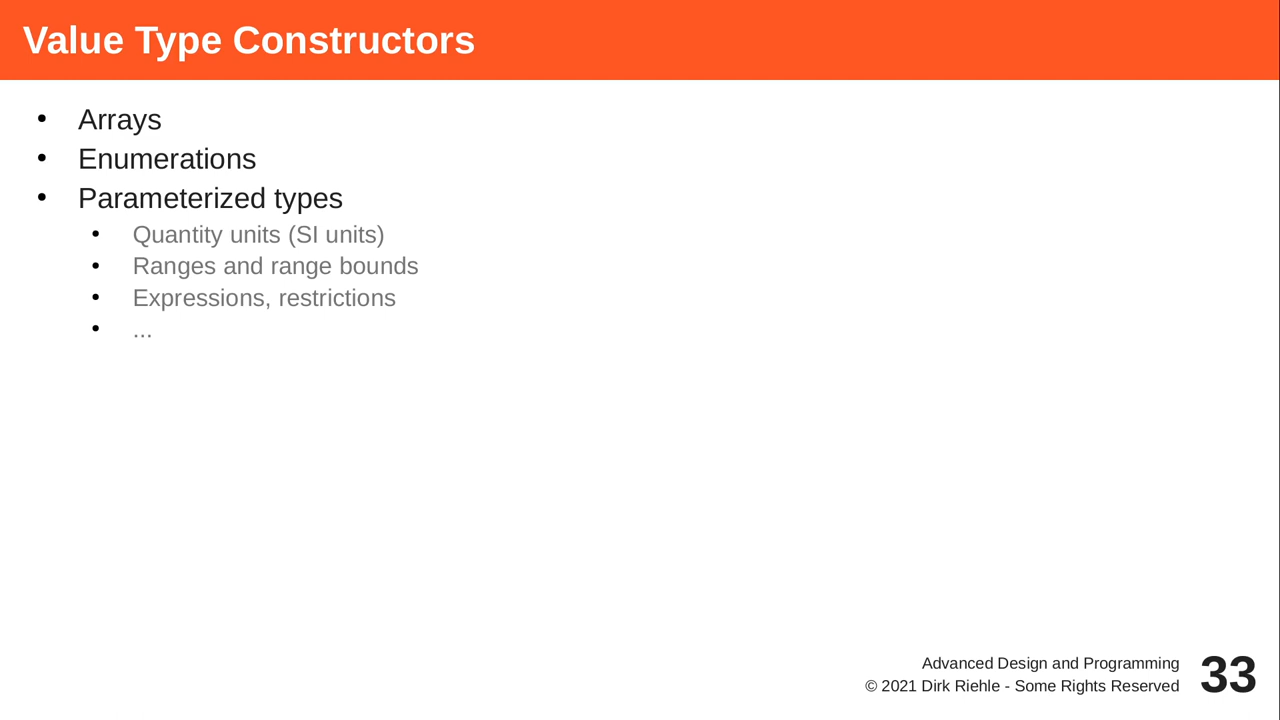 Value Type Constructors
• Arrays
• Enumerations
• Parameterized types
• Quantity units (SI units)
• Ranges and range bounds
• Expressions, restrictions
• ...
Advanced Design and Programming
© 2021 Dirk Riehle - Some Rights Reserved
33